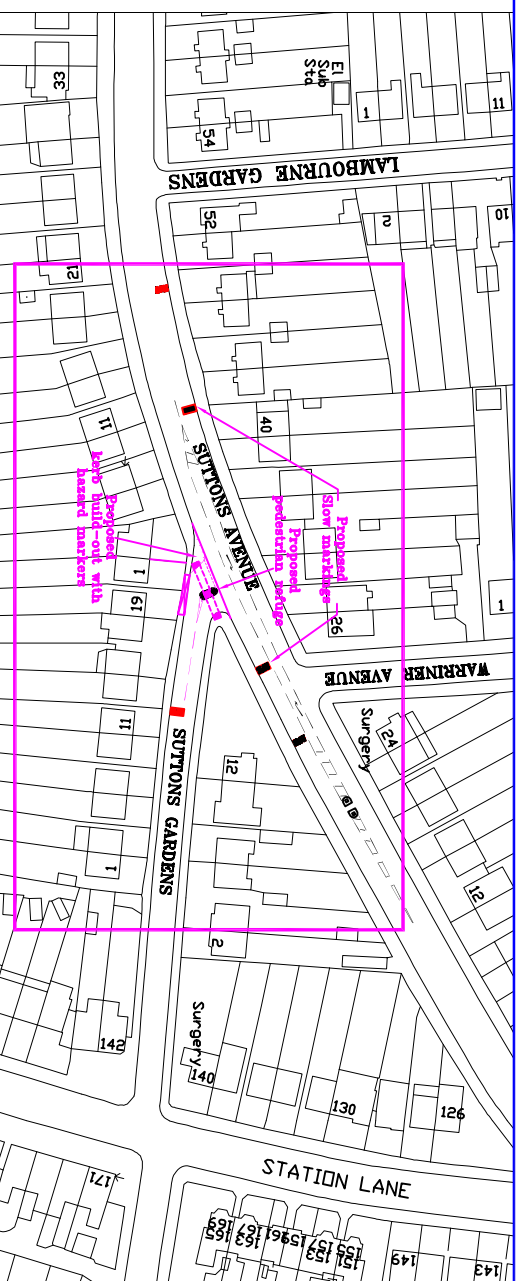 33
El
Sub
Sta
1
11
54
LAMBOURNE GARDENS
52
2
10
21
11
40
SUTTONS AVENUE
Proposed
Slow markings
Proposed
pedestrian refuge
Proposed
kerb build-out with
hazard markers
1
19
26
1
WARRINER AVENUE
Surgery
24
11
12
SUTTONS GARDENS
1
12
2
142
Surgery
140
130
126
STATION LANE
171
169
165
167
163
161
159
157
153
155
151
149
143